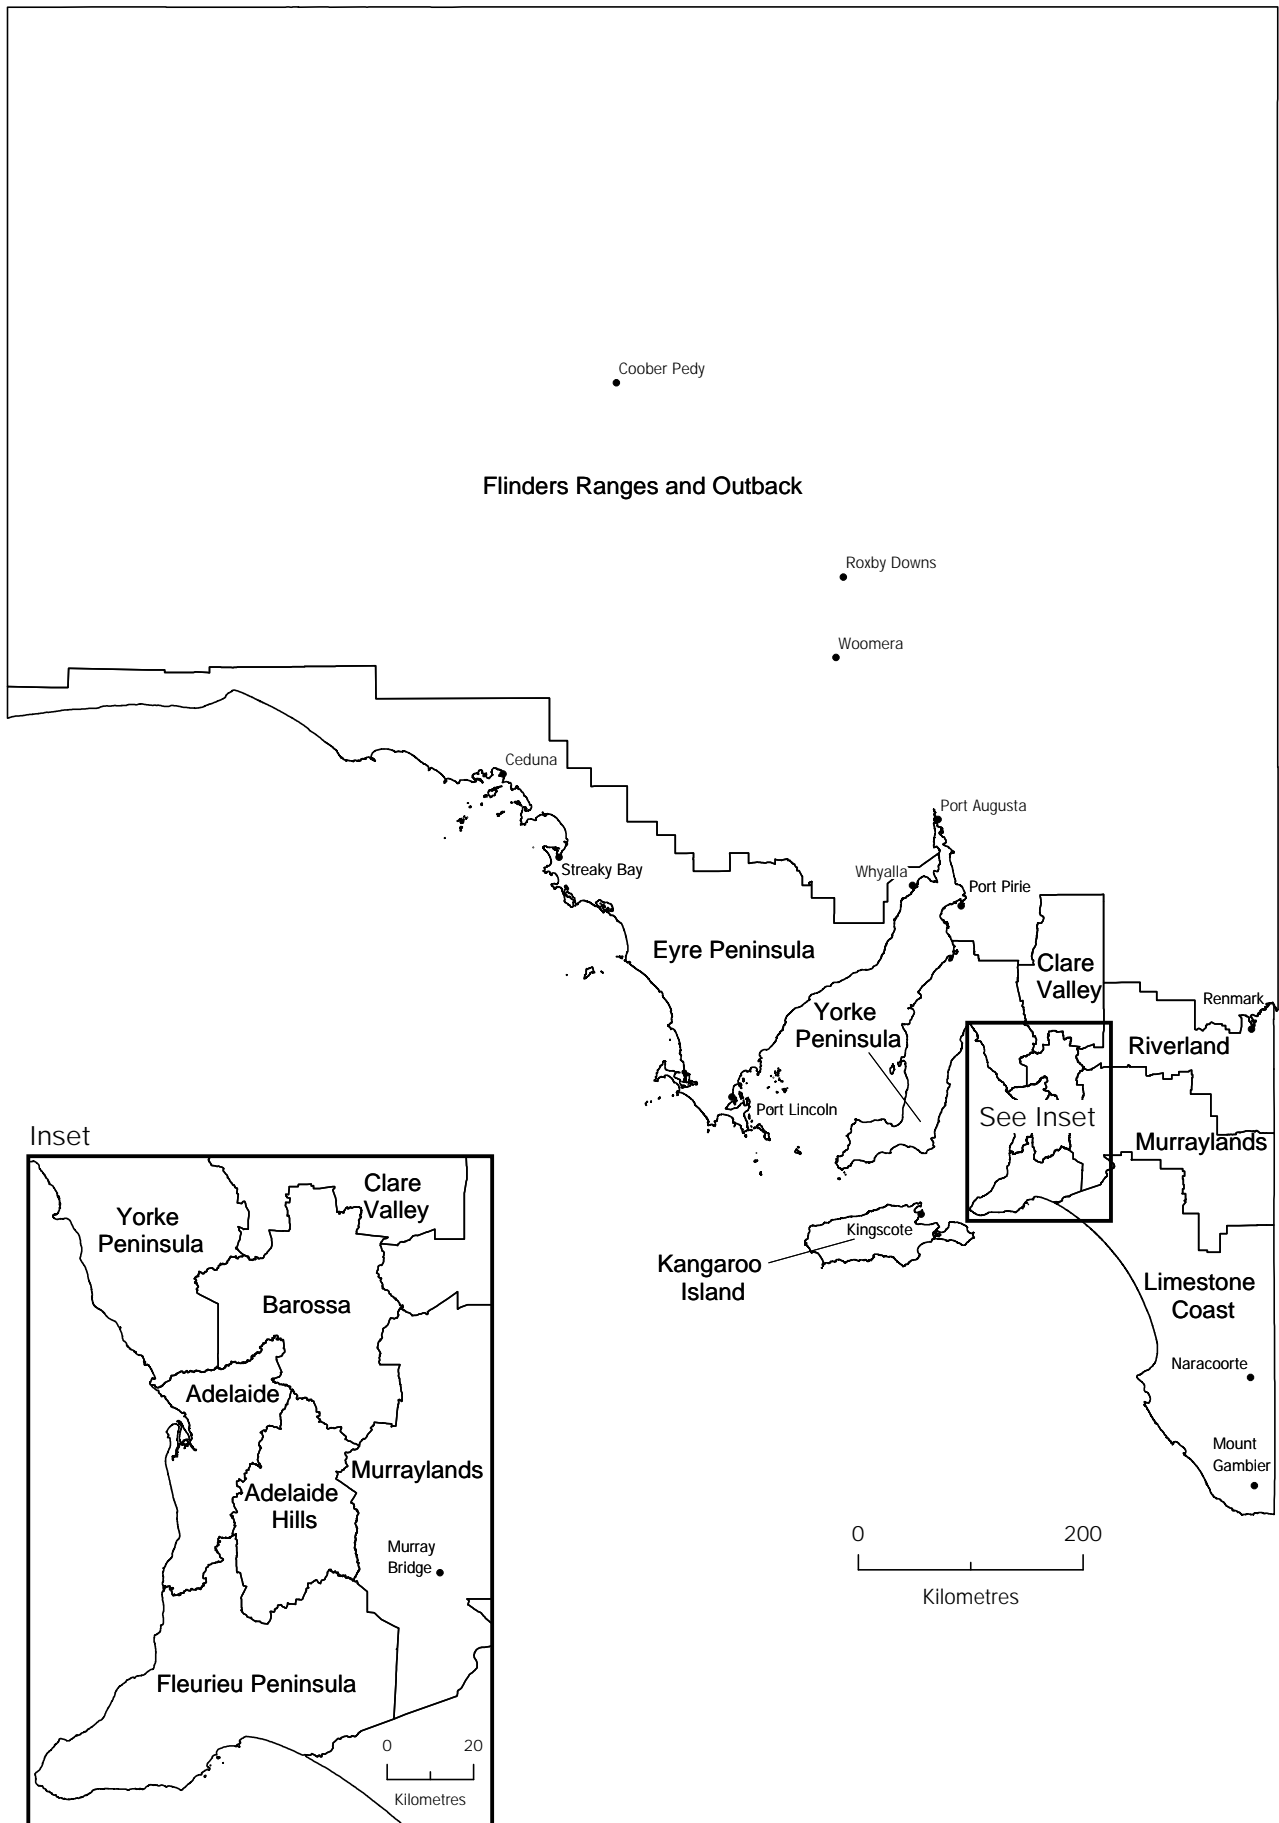 Coober Pedy
Flinders Ranges and Outback
Roxby Downs
Woomera
Ceduna
Port Augusta
Streaky Bay
Whyalla
Port Pirie
Eyre Peninsula
Clare
Valley
Renmark
Yorke
Peninsula
Riverland
Port Lincoln
See Inset
Murraylands
Kingscote
Kangaroo
Island
Limestone
Coast
Naracoorte
Mount
Gambier
0 200
Kilometres
Inset
Clare
Valley
Yorke
Peninsula
Barossa
Adelaide
Murraylands
Adelaide
Hills
Murray
Bridge
Fleurieu Peninsula
0 20
Kilometres